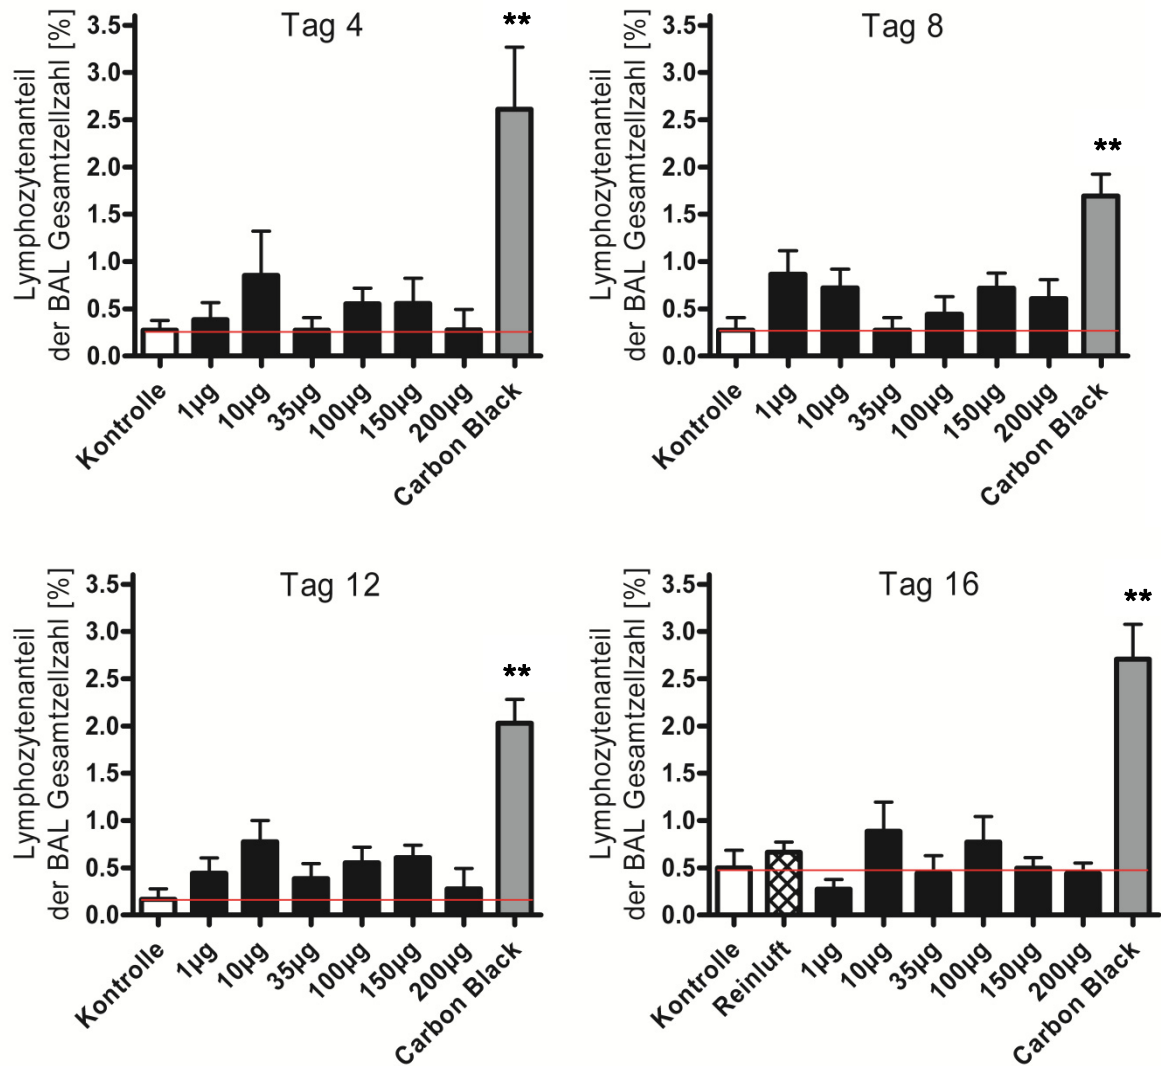 Tag 4
**
Lymphozytenanteil
der BAL Gesamtzellzahl [%]
3.5
3.0
2.5
2.0
1.5
1.0
0.5
0.0
Kontrolle
1µg
10µg
35µg
100µg
150µg
200µg
Carbon Black
Tag 8
**
Lymphozytenanteil
der BAL Gesamtzellzahl [%]
3.5
3.0
2.5
2.0
1.5
1.0
0.5
0.0
Kontrolle
1µg
10µg
35µg
100µg
150µg
200µg
Carbon Black
Tag 12
**
Lymphozytenanteil
der BAL Gesamtzellzahl [%]
3.5
3.0
2.5
2.0
1.5
1.0
0.5
0.0
Kontrolle
1µg
10µg
35µg
100µg
150µg
200µg
Carbon Black
Tag 16
**
Lymphozytenanteil
der BAL Gesamtzellzahl [%]
3.5
3.0
2.5
2.0
1.5
1.0
0.5
0.0
Kontrolle
Reinluft
1µg
10µg
35µg
100µg
150µg
200µg
Carbon Black